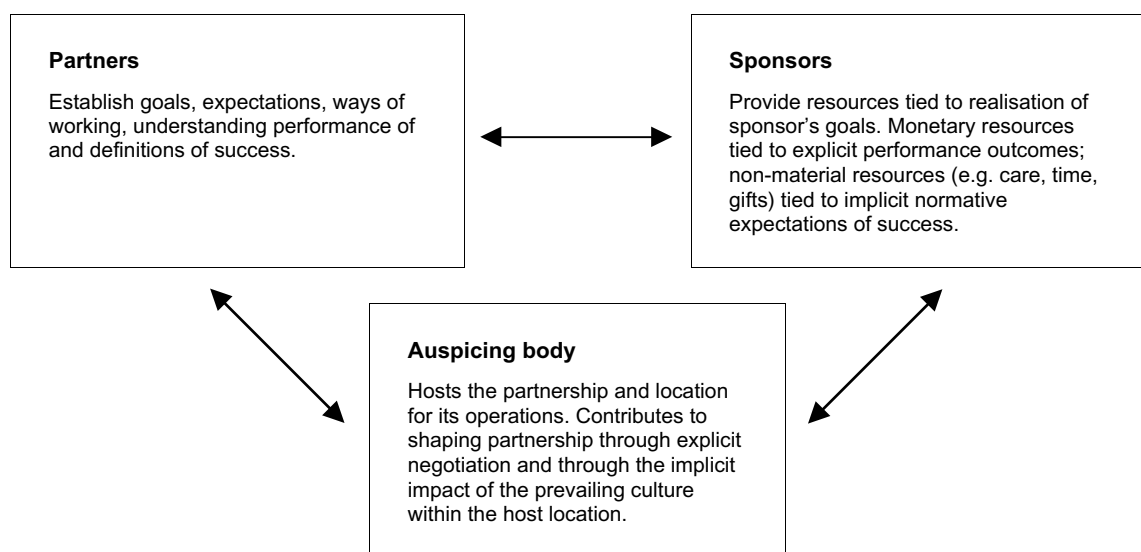 Partners
Establish goals, expectations, ways of
working, understanding performance of
and definitions of success.
Sponsors
Provide resources tied to realisation of
sponsor’s goals. Monetary resources
tied to explicit performance outcomes;
non-material resources (e.g. care, time,
gifts) tied to implicit normative
expectations of success.
Auspicing body
Hosts the partnership and location
for its operations. Contributes to
shaping partnership through explicit
negotiation and through the implicit
impact of the prevailing culture
within the host location.